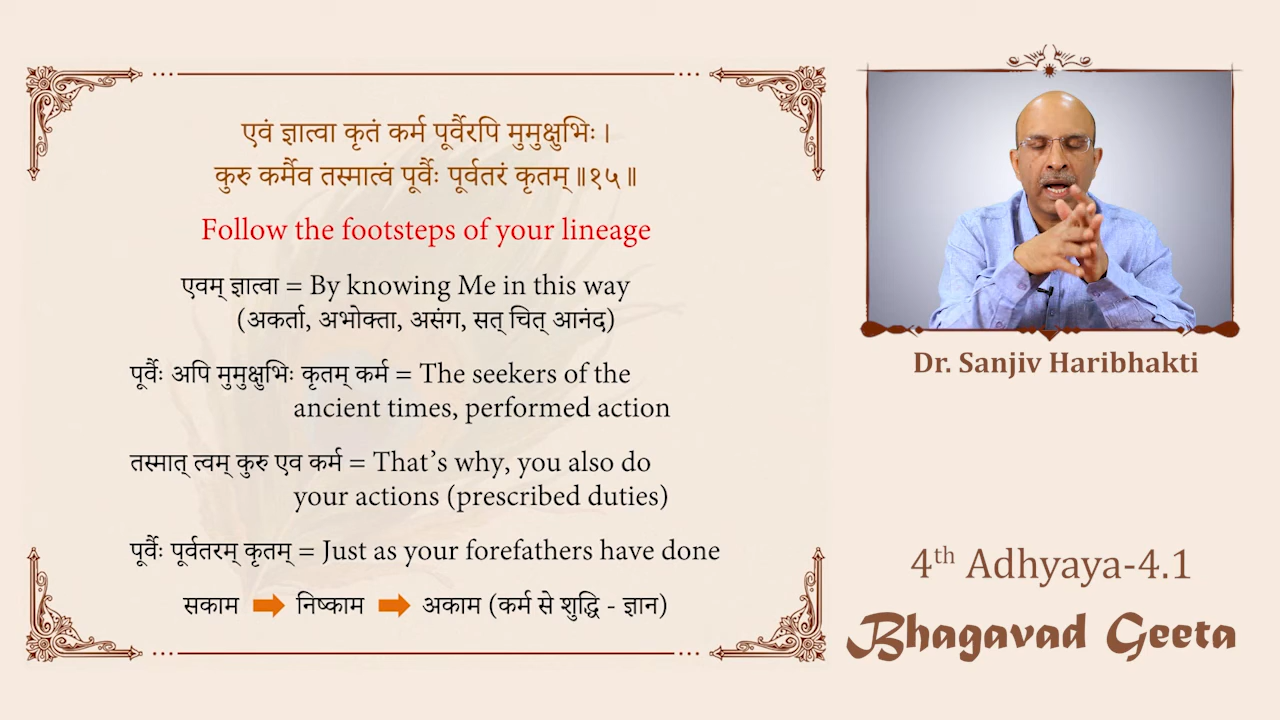 एवं ज्ञात्वा कृतं कर्म पूर्वैरपि मुमुक्षुभिः ।
कुरु कर्मैव तस्मात्वं पूर्वैः पूर्वतरं कृतम् ॥१५॥
Follow the footsteps of your lineage
एवम् ज्ञात्वा = By knowing Me in this way
(अकर्ता, अभोक्ता, असंग, सत् चित् आनंद)
पूर्वैः अपि मुमुक्षुभिः कृतम् कर्म = The seekers of the
ancient times, performed action
तस्मात् त्वम् कुरु एव कर्म = That’s why, you also do
your actions (prescribed duties)
पूर्वैः पूर्वतरम् कृतम् = Just as your forefathers have done
सकाम ➡ निष्काम ➡ अकाम (कर्म से शुद्धि - ज्ञान)
Dr. Sanjiv Haribhakti
4th Adhyaya-4.1
Bhagavad Geeta